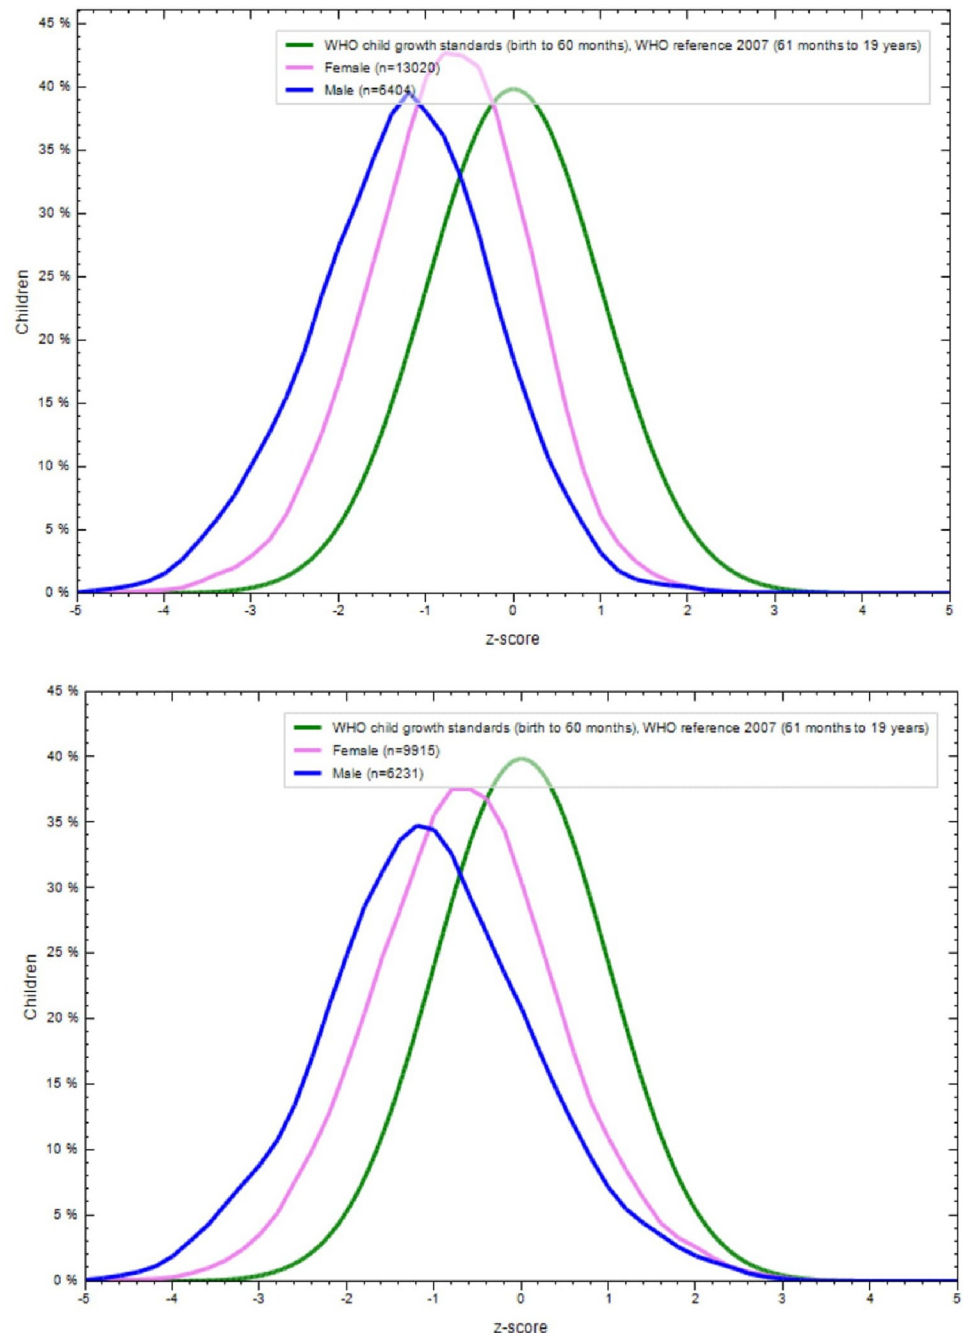 45 %
WHO child growth standards (birth to 60 months), WHO reference 2007 (61 months to 19 years)
Female (n=13020)
40 %
Male (n=6404)
35 %
30 %
25 %
Children
20 %
15 %
10 %
5 %
0 %
-5 -4 -3 -2 -1 0 1 2 3 4 5
z-score
45 %
WHO child growth standards (birth to 60 months), WHO reference 2007 (61 months to 19 years)
Female (n=9915)
40 %
Male (n=6231)
35 %
30 %
25 %
Children
20 %
15 %
10 %
5 %
0 %
-5 -4 -3 -2 -1 0 1 2 3 4 5
z-score